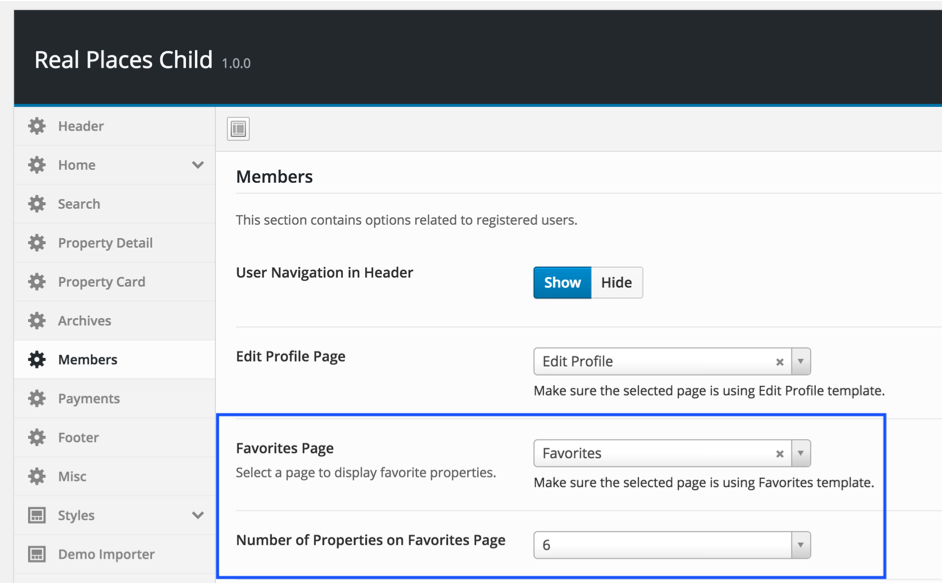 Real Places Child 1.0.0
Header
Home
Search
Property Detail
Property Card
Archives
Members
Payments
Footer
Misc
Styles
Demo Importer
Members
This section contains options related to registered users.
User Navigation in Header
Show Hide
Edit Profile Page
Edit Profile
Make sure the selected page is using Edit Profile template.
Favorites Page
Select a page to display favorite properties.
Favorites
Make sure the selected page is using Favorites template.
Number of Properties on Favorites Page
6